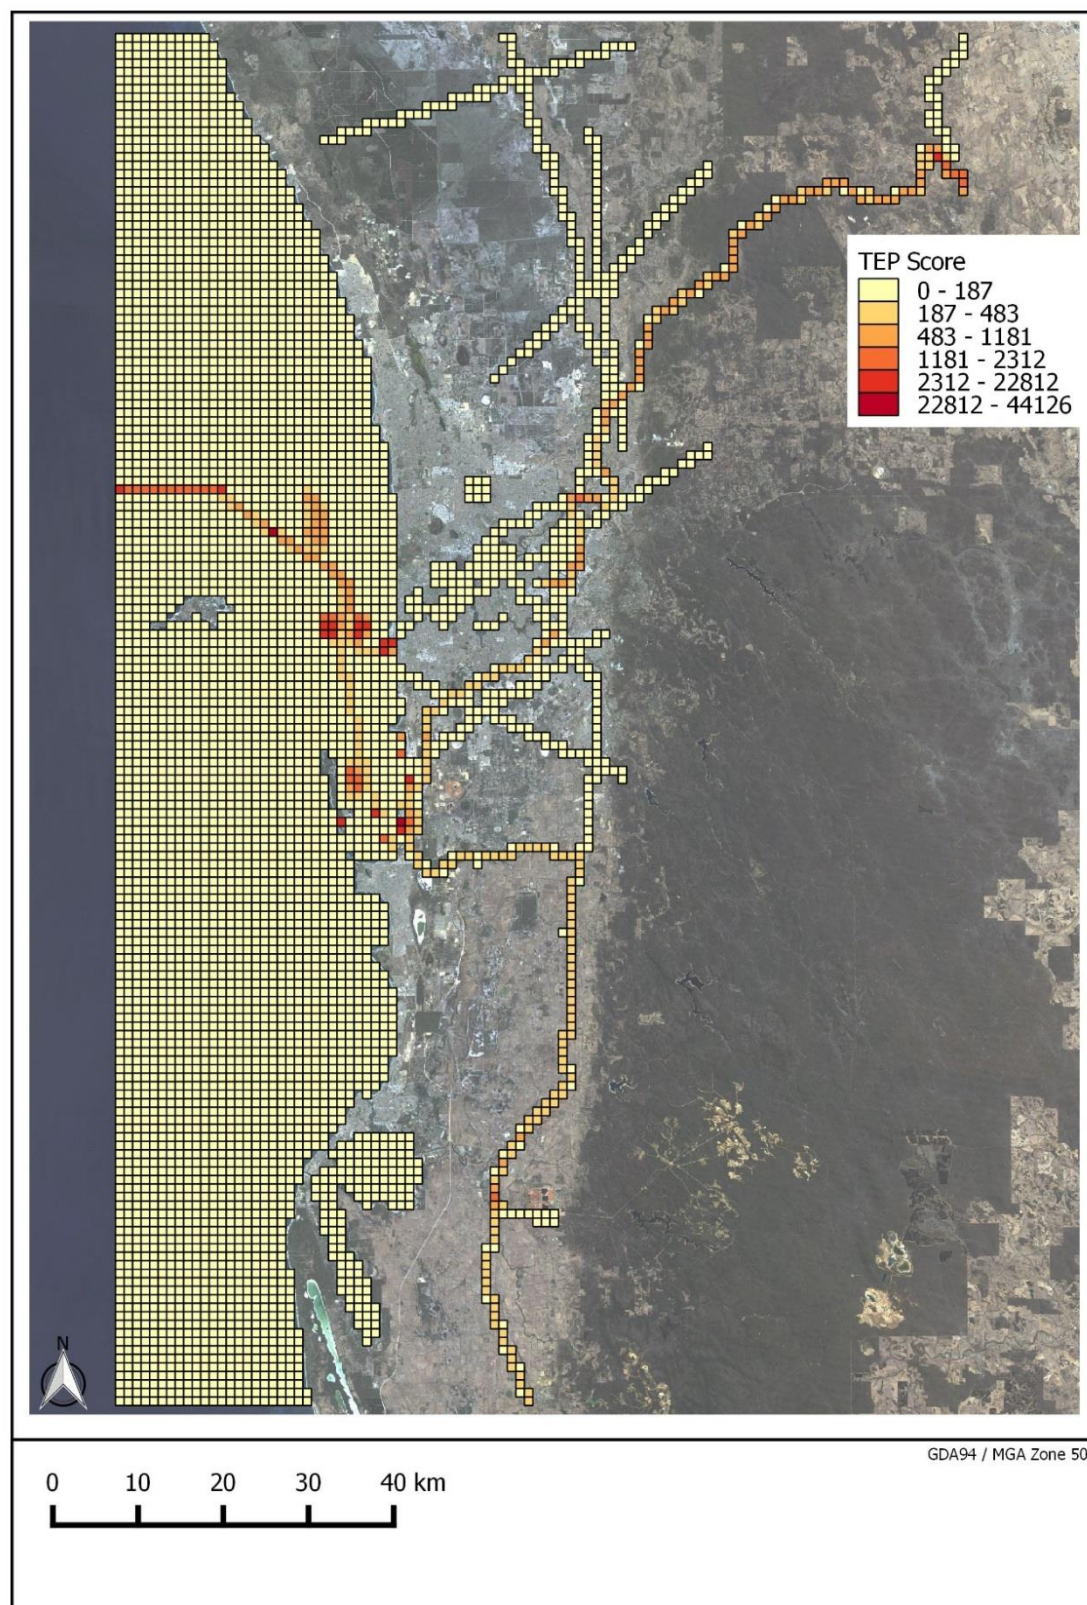 TEP Score
0 - 187
187 - 483
483 - 1181
1181 - 2312
2312 - 22812
22812 - 44126
N
GDA94 / MGA Zone 50
0 10 20 30 40 km